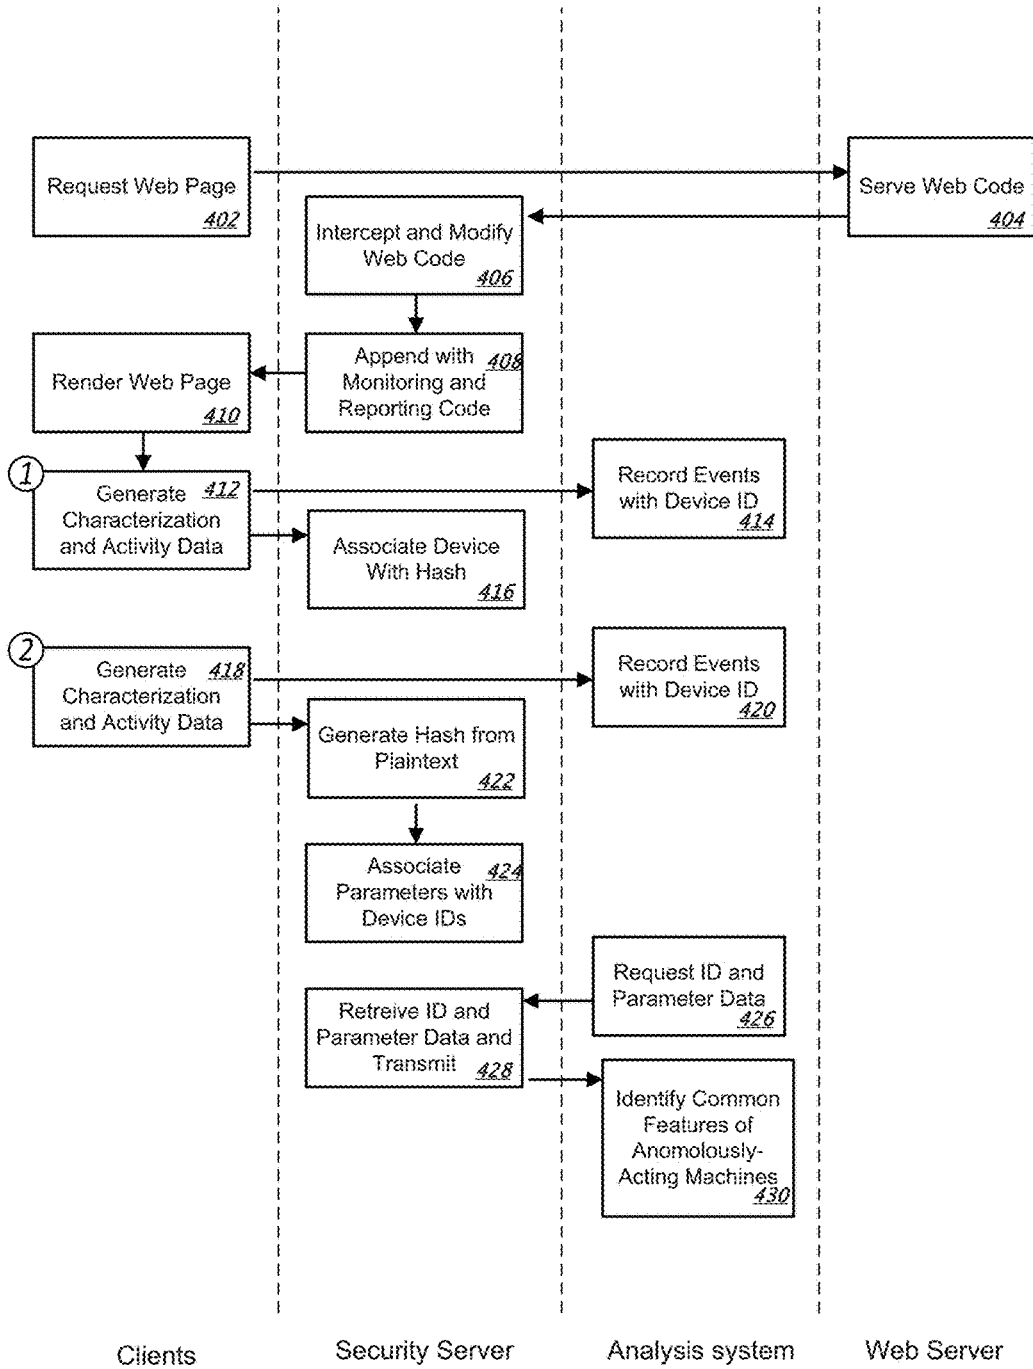 Request Web Page
402
Serve Web Code
404
Intercept and Modify
Web Code
406
Append with
408
Monitoring and
Reporting Code
Render Web Page
410
1
Generate
412
Characterization
and Activity Data
Record Events
with Device ID
414
Associate Device
With Hash
416
2
Generate
418
Characterization
and Activity Data
Record Events
with Device ID
420
Generate Hash from
Plaintext
422
Associate
424
Parameters with
Device IDs
Request ID and
Parameter Data
426
Retreive ID and
Parameter Data and
Transmit
428
Identify Common
Features of
Anomolously-
Acting Machines
430
Clients
Security Server
Analysis system
Web Server